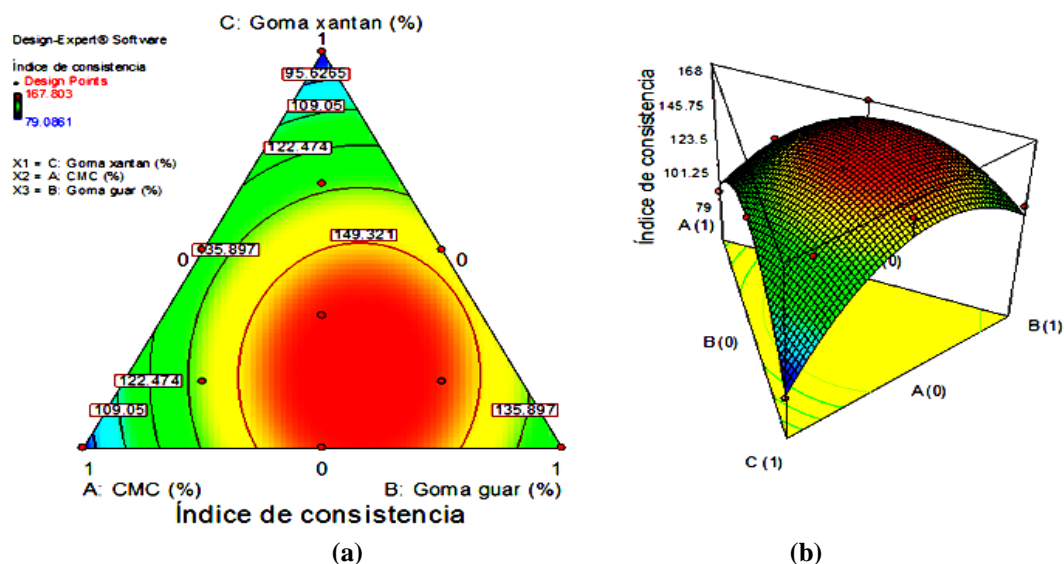 C: Goma xantan (%)
1
Design-Expert® Software
Índice de consistencia
Design Points
167.803
79.0861
X1 = C: Goma xantan (%)
X2 = A: CMC (%)
X3 = B: Goma guar (%)
95.6265
109.05
122.474
149.321
135.897
0
0
122.474
109.05
135.897
1
0
1
A: CMC (%)
B: Goma guar (%)
Índice de consistencia
(a)
168
145.75
123.5
101.25
79
Índice de consistencia
A (1)
(0)
B (1)
B (0)
A (0)
C (1)
(b)